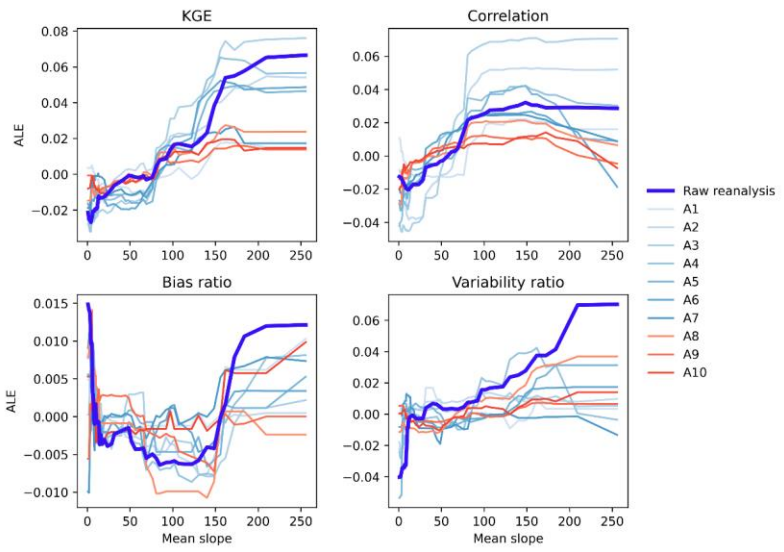 KGE
Correlation
0.08
0.06
0.04
0.02
0.00
−0.02
ALE
0 50 100 150 200 250
0.06
0.04
0.02
0.00
−0.02
−0.04
0 50 100 150 200 250
Bias ratio
Variability ratio
0.015
0.010
0.005
0.000
−0.005
−0.010
ALE
0 50 100 150 200 250
Mean slope
0.06
0.04
0.02
0.00
−0.02
−0.04
0 50 100 150 200 250
Mean slope
Raw reanalysis
A1
A2
A3
A4
A5
A6
A7
A8
A9
A10